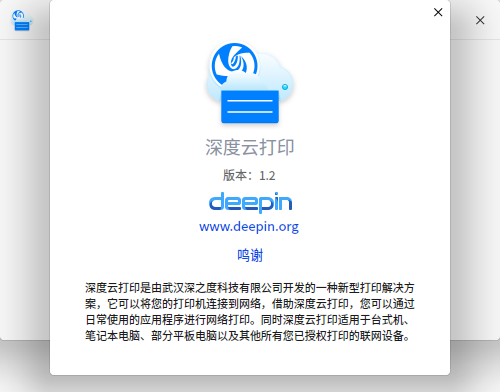 深度云打印
版本：1.2
deepin
www.deepin.org
鸣谢
深度云打印是由武汉深之度科技有限公司开发的一种新型打印解决方
案，它可以将您的打印机连接到网络，借助深度云打印，您可以通过
日常使用的应用程序进行网络打印。同时深度云打印适用于台式机、
笔记本电脑、部分平板电脑以及其他所有您已授权打印的联网设备。